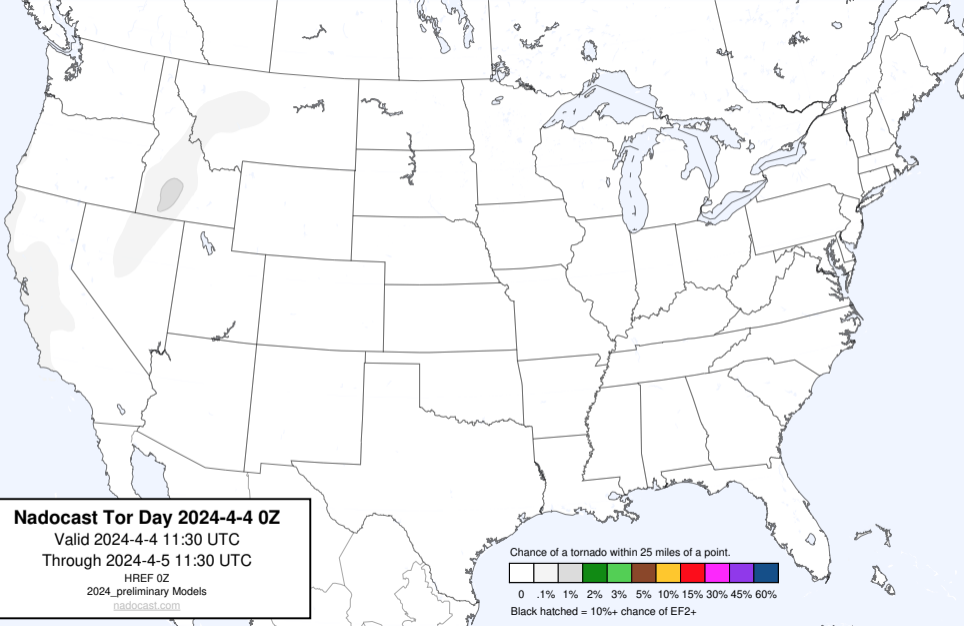 Nadocast Tor Day 2024-4-4 0Z
Valid 2024-4-4 11:30 UTC
Through 2024-4-5 11:30 UTC
HREF 0Z
2024_preliminary Models
nadocast.com
Chance of a tornado within 25 miles of a point.
0 .1% 1% 2% 3% 5% 10% 15% 30% 45% 60%
Black hatched = 10%+ chance of EF2+